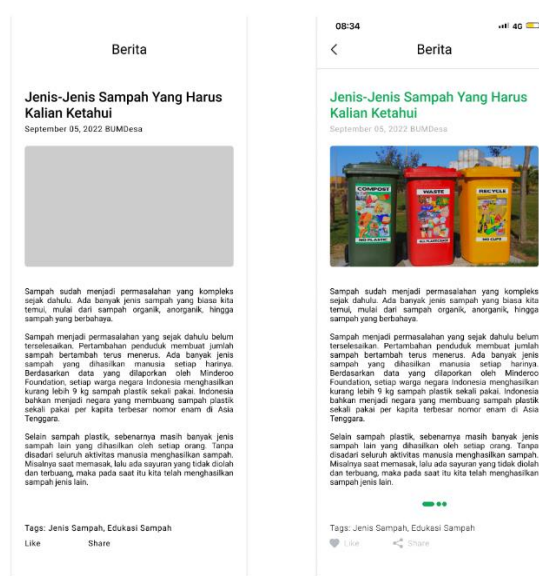 Berita
Jenis-Jenis Sampah Yang Harus
Kalian Ketahui
September 05, 2022 BUMDesa
Sampah sudah menjadi permasalahan yang kompleks
sejak dahulu. Ada banyak jenis sampah yang biasa kita
temui, mulai dari sampah organik, anorganik, hingga
sampah yang berbahaya.
Sampah menjadi permasalahan yang sejak dahulu belum
terselesaikan. Pertambahan penduduk membuat jumlah
sampah bertambah terus menerus. Ada banyak jenis
sampah yang dihasilkan manusia setiap harinya.
Berdasarkan data yang dilaporkan oleh Minderoo
Foundation, setiap warga negara Indonesia menghasilkan
kurang lebih 9 kg sampah plastik sekali pakai. Indonesia
bahkan menjadi negara yang membuang sampah plastik
sekali pakai per kapita terbesar nomor enam di Asia
Tenggara.
Selain sampah plastik, sebenarnya masih banyak jenis
sampah lain yang dihasilkan oleh setiap orang. Tanpa
disadari seluruh aktivitas manusia menghasilkan sampah.
Misalnya saat memasak, lalu ada sayuran yang tidak diolah
dan terbuang, maka pada saat itu kita telah menghasilkan
sampah jenis lain.
Tags: Jenis Sampah, Edukasi Sampah
Like Share
08:34 4G
Berita
Jenis-Jenis Sampah Yang Harus
Kalian Ketahui
September 05, 2022 BUMDesa
COMPOST WASTE RECYCLE
NO PLASTIC NO CUPS
Sampah sudah menjadi permasalahan yang kompleks
sejak dahulu. Ada banyak jenis sampah yang biasa kita
temui, mulai dari sampah organik, anorganik, hingga
sampah yang berbahaya.
Sampah menjadi permasalahan yang sejak dahulu belum
terselesaikan. Pertambahan penduduk membuat jumlah
sampah bertambah terus menerus. Ada banyak jenis
sampah yang dihasilkan manusia setiap harinya.
Berdasarkan data yang dilaporkan oleh Minderoo
Foundation, setiap warga negara Indonesia menghasilkan
kurang lebih 9 kg sampah plastik sekali pakai. Indonesia
bahkan menjadi negara yang membuang sampah plastik
sekali pakai per kapita terbesar nomor enam di Asia
Tenggara.
Selain sampah plastik, sebenarnya masih banyak jenis
sampah lain yang dihasilkan oleh setiap orang. Tanpa
disadari seluruh aktivitas manusia menghasilkan sampah.
Misalnya saat memasak, lalu ada sayuran yang tidak diolah
dan terbuang, maka pada saat itu kita telah menghasilkan
sampah jenis lain.
Tags: Jenis Sampah, Edukasi Sampah
Like Share